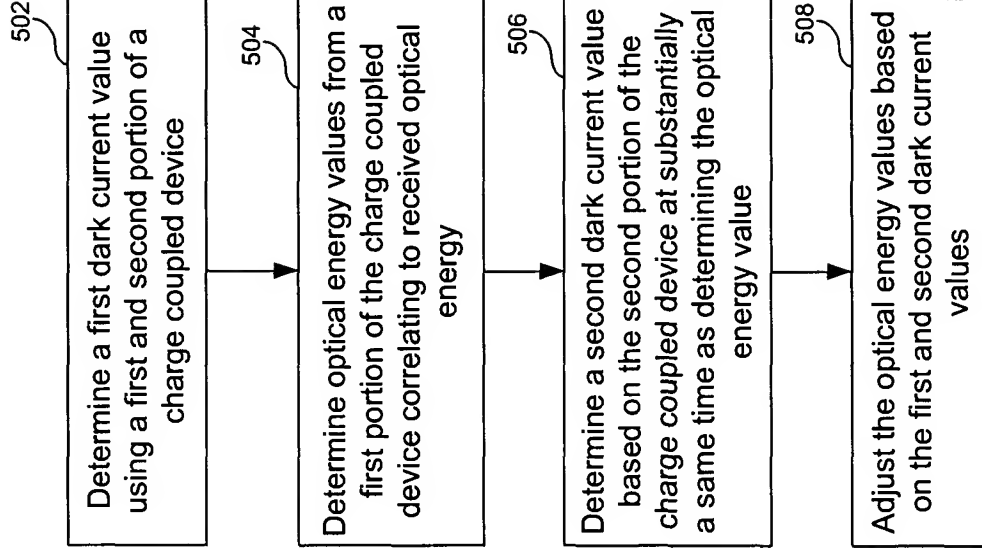 502
Determine a first dark current value
using a first and second portion of a
charge coupled device
504
Determine optical energy values from a
first portion of the charge coupled
device correlating to received optical
energy
506
Determine a second dark current value
based on the second portion of the
charge coupled device at substantially
a same time as determining the optical
energy value
508
Adjust the optical energy values based
on the first and second dark current
values